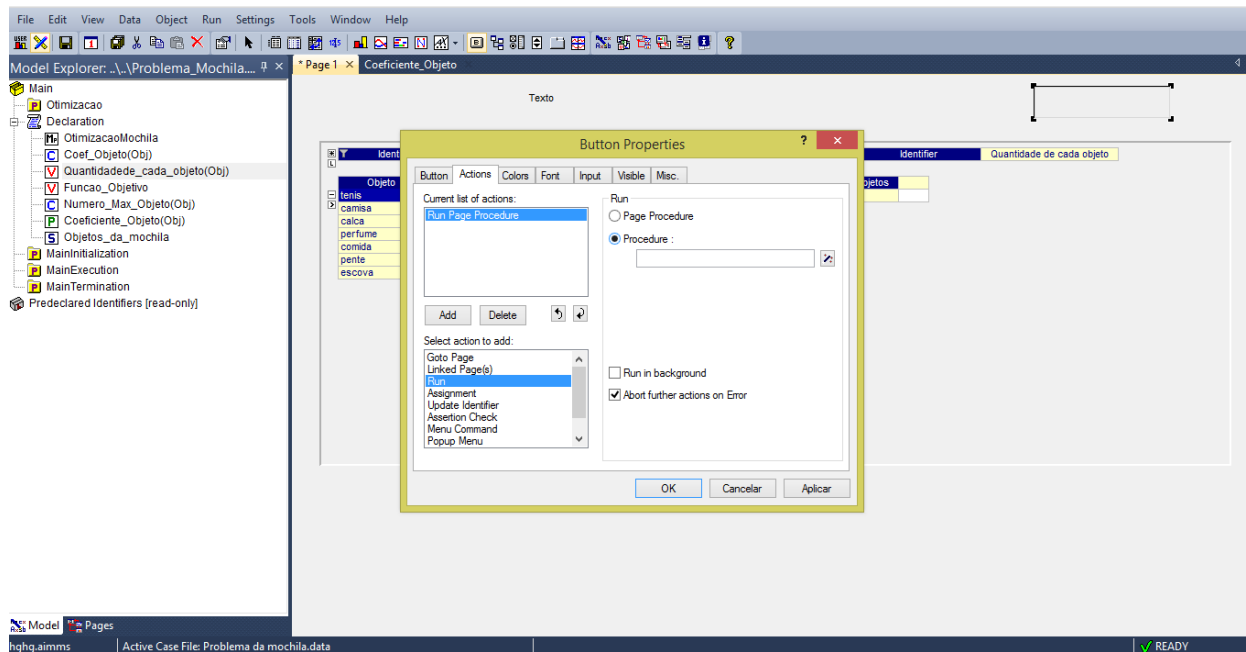 File Edit View Data Object Run Settings Tools Window Help
Model Explorer: ..\..\Problema_Mochila....
* Page 1 Coeficiente_Objeto
Main
Otimizacao
Declaration
OtimizacaoMochila
Coef_Objeto(Obj)
Quantidadede_cada_objeto(Obj)
Funcao_Objetivo
Numero_Max_Objeto(Obj)
Coeficiente_Objeto(Obj)
Objetos_da_mochila
MainInitialization
MainExecution
MainTermination
Predeclared Identifiers [read-only]
Texto
Ident
Identifier Quantidade de cada objeto
Objeto
bjetos
tenis
camisa
calca
perfume
comida
pente
escova
Button Properties
Button Actions Colors Font Input Visible Misc.
Current list of actions:
Run Page Procedure
Add Delete
Select action to add:
Goto Page
Linked Page(s)
Run
Assignment
Update Identifier
Assertion Check
Menu Command
Popup Menu
Run
Page Procedure
Procedure :
Run in background
Abort further actions on Error
OK Cancelar Aplicar
Model Pages
hghg.aimms Active Case File: Problema da mochila.data READY